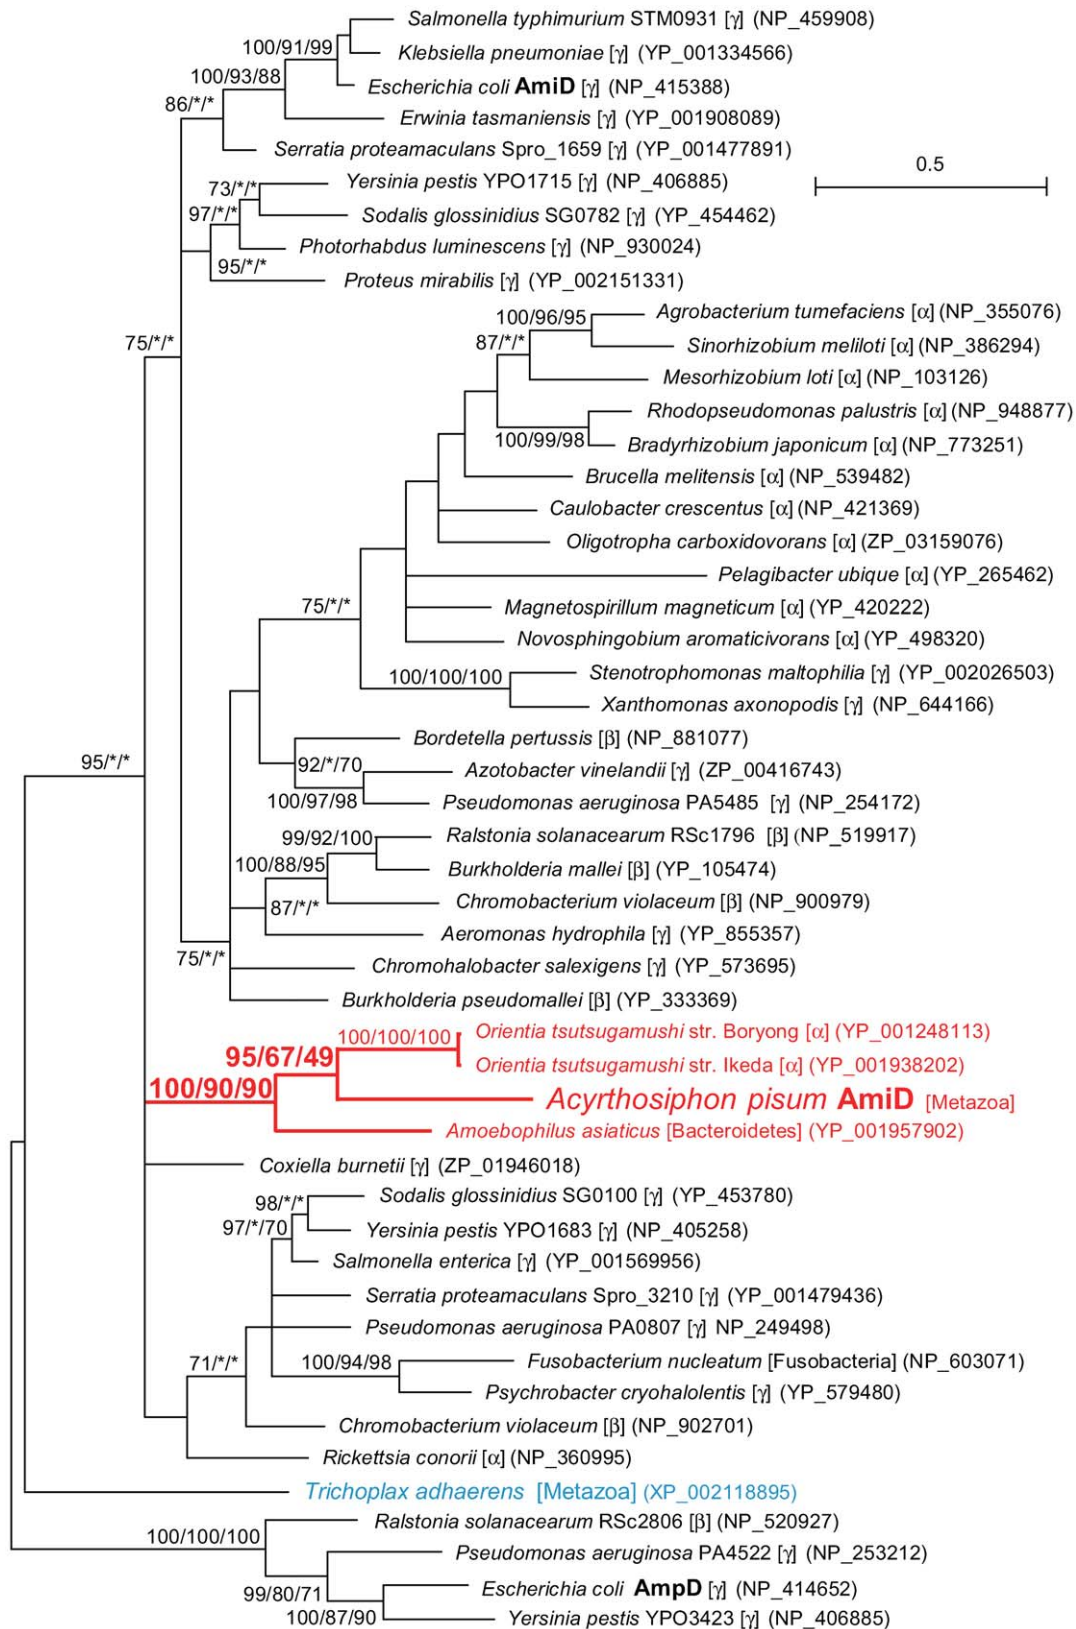 Salmonella typhimurium STM0931 [γ] (NP_459908)
100/91/99
Klebsiella pneumoniae [γ] (YP_001334566)
100/93/88
Escherichia coli AmiD [γ] (NP_415388)
86/*/*
Erwinia tasmaniensis [γ] (YP_001908089)
Serratia proteamaculans Spro_1659 [γ] (YP_001477891)
0.5
73/*/*
Yersinia pestis YPO1715 [γ] (NP_406885)
97/*/*
Sodalis glossinidius SG0782 [γ] (YP_454462)
Photorhabdus luminescens [γ] (NP_930024)
95/*/*
Proteus mirabilis [γ] (YP_002151331)
100/96/95
Agrobacterium tumefaciens [α] (NP_355076)
75/*/*
87/*/*
Sinorhizobium meliloti [α] (NP_386294)
Mesorhizobium loti [α] (NP_103126)
Rhodopseudomonas palustris [α] (NP_948877)
100/99/98
Bradyrhizobium japonicum [α] (NP_773251)
Brucella melitensis [α] (NP_539482)
Caulobacter crescentus [α] (NP_421369)
Oligotropha carboxidovorans [α] (ZP_03159076)
Pelagibacter ubique [α] (YP_265462)
75/*/*
Magnetospirillum magneticum [α] (YP_420222)
Novosphingobium aromaticivorans [α] (YP_498320)
100/100/100
Stenotrophomonas maltophilia [γ] (YP_002026503)
Xanthomonas axonopodis [γ] (NP_644166)
Bordetella pertussis [β] (NP_881077)
95/*/*
92/*/70
Azotobacter vinelandii [γ] (ZP_00416743)
100/97/98
Pseudomonas aeruginosa PA5485 [γ] (NP_254172)
99/92/100
Ralstonia solanacearum RSc1796 [β] (NP_519917)
100/88/95
Burkholderia mallei [β] (YP_105474)
87/*/*
Chromobacterium violaceum [β] (NP_900979)
Aeromonas hydrophila [γ] (YP_855357)
75/*/*
Chromohalobacter salexigens [γ] (YP_573695)
Burkholderia pseudomallei [β] (YP_333369)
100/100/100
Orientia tsutsugamushi str. Boryong [α] (YP_001248113)
95/67/49
Orientia tsutsugamushi str. Ikeda [α] (YP_001938202)
100/90/90
Acyrthosiphon pisum AmiD [Metazoa]
Amoebophilus asiaticus [Bacteroidetes] (YP_001957902)
Coxiella burnetii [γ] (ZP_01946018)
98/*/*
Sodalis glossinidius SG0100 [γ] (YP_453780)
97/*/70
Yersinia pestis YPO1683 [γ] (NP_405258)
Salmonella enterica [γ] (YP_001569956)
Serratia proteamaculans Spro_3210 [γ] (YP_001479436)
Pseudomonas aeruginosa PA0807 [γ] NP_249498)
71/*/*
100/94/98
Fusobacterium nucleatum [Fusobacteria] (NP_603071)
Psychrobacter cryohalolentis [γ] (YP_579480)
Chromobacterium violaceum [β] (NP_902701)
Rickettsia conorii [α] (NP_360995)
Trichoplax adhaerens [Metazoa] (XP_002118895)
100/100/100
Ralstonia solanacearum RSc2806 [β] (NP_520927)
Pseudomonas aeruginosa PA4522 [γ] (NP_253212)
99/80/71
Escherichia coli AmpD [γ] (NP_414652)
100/87/90
Yersinia pestis YPO3423 [γ] (NP_406885)